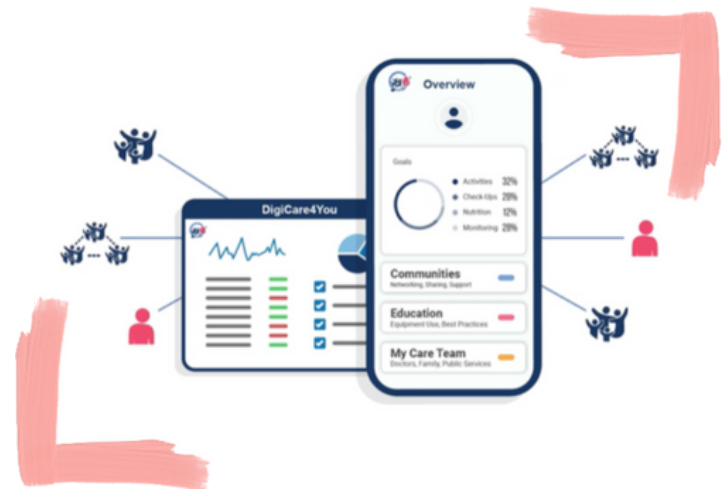 DigiCare4You
Overview
Goals
Activities 32%
Check-Ups 28%
Nutrition 12%
Monitoring 28%
Communities
Networking, Sharing, Support
Education
Equipment Use, Best Practices
My Care Team
Doctors, Family, Public Services